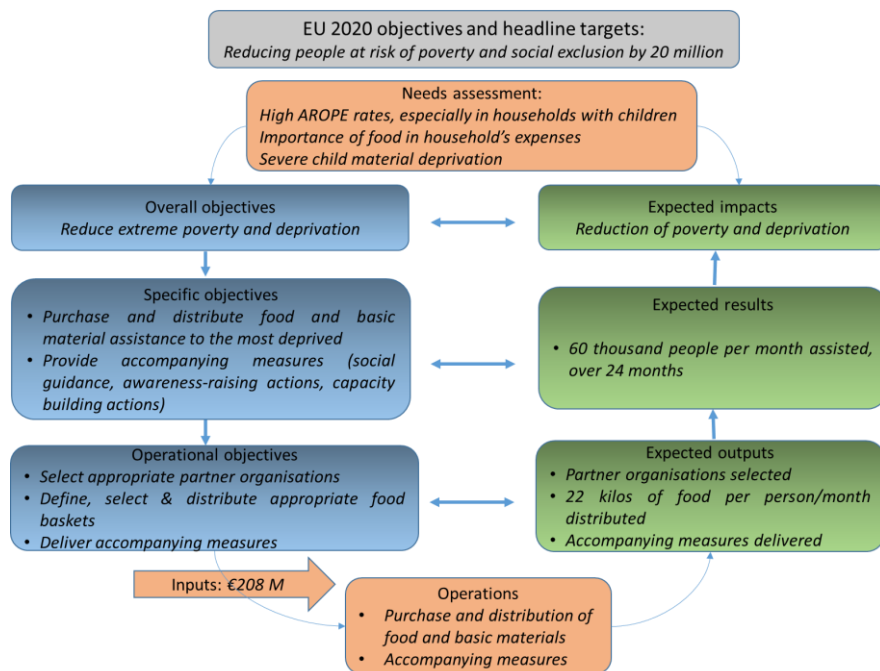 EU 2020 objectives and headline targets:
Reducing people at risk of poverty and social exclusion by 20 million
Needs assessment:
High AROPE rates, especially in households with children
Importance of food in household's expenses
Severe child material deprivation
Overall objectives
Reduce extreme poverty and deprivation
Expected impacts
Reduction of poverty and deprivation
Specific objectives
• Purchase and distribute food and basic
material assistance to the most deprived
• Provide accompanying measures (social
guidance, awareness-raising actions, capacity
building actions)
Expected results
• 60 thousand people per month assisted,
over 24 months
Operational objectives
• Select appropriate partner organisations
• Define, select & distribute appropriate food
baskets
• Deliver accompanying measures
Expected outputs
• Partner organisations selected
• 22 kilos of food per person/month
distributed
• Accompanying measures delivered
Inputs: €208 M
Operations
• Purchase and distribution of
food and basic materials
• Accompanying measures